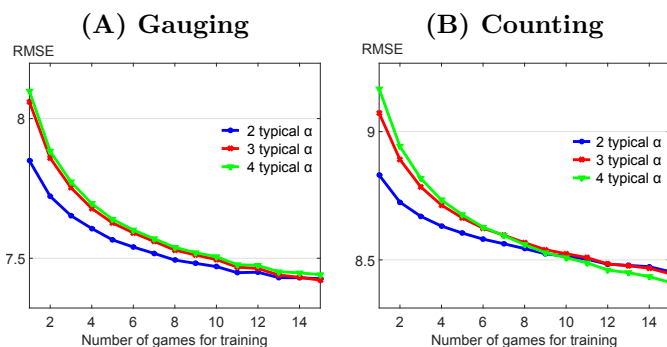 (A) Gauging
RMSE
8
7.5
2 typical α
3 typical α
4 typical α
2 4 6 8 10 12 14
Number of games for training
(B) Counting
RMSE
9
8.5
2 typical α
3 typical α
4 typical α
2 4 6 8 10 12 14
Number of games for training